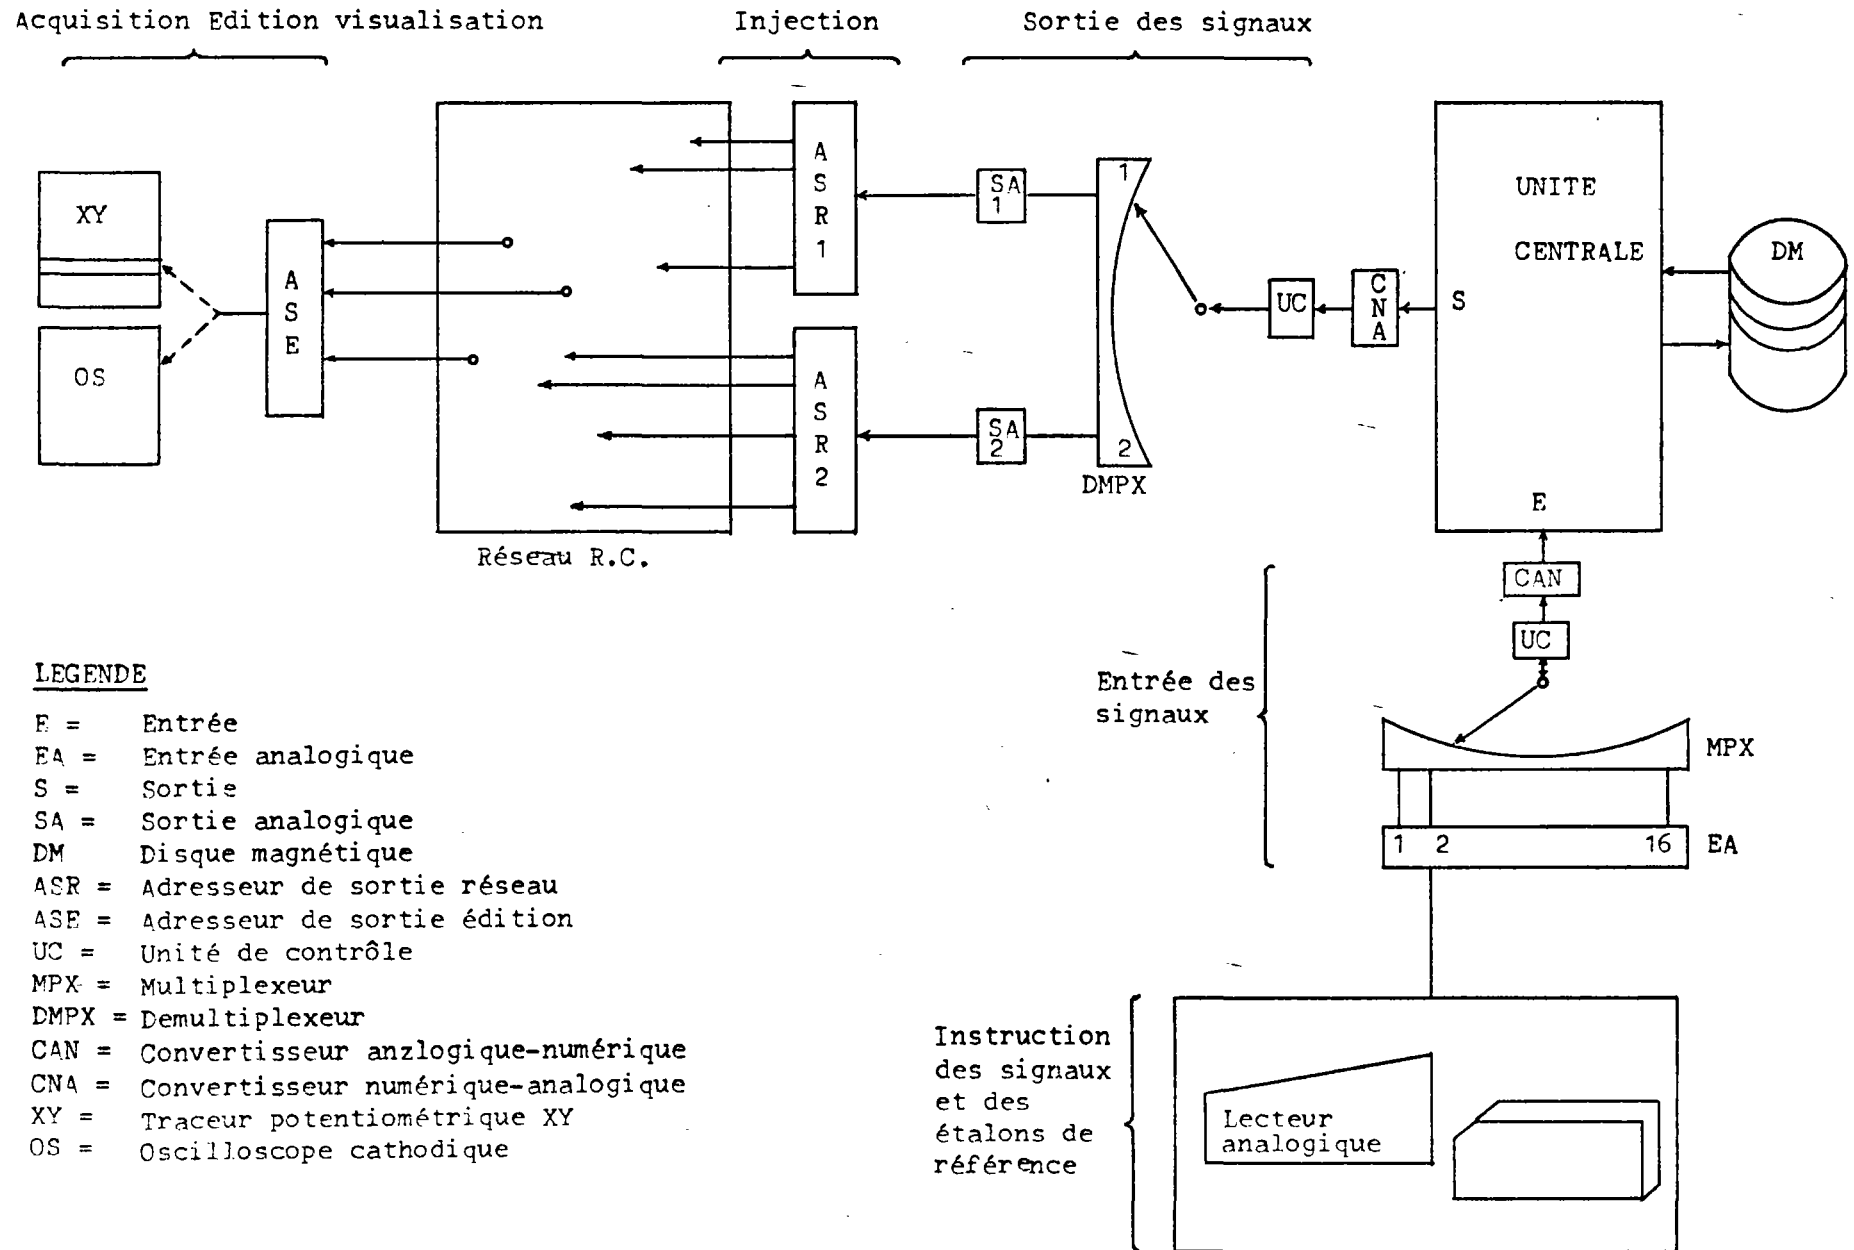 Acquisition Edition visualisation
Injection
Sortie des signaux
XY
OS
A
S
E
Réseau R.C.
A
S
R
1
A
S
R
2
SA
1
SA
2
1
2
DMPX
UC
C
N
A
S
UNITE
CENTRALE
E
DM
CAN
UC
Entrée des
signaux
MPX
1 2 16
EA
Instruction
des signaux
et des
étalons de
référence
Lecteur
analogique
LEGENDE
E = Entrée
EA = Entrée analogique
S = Sortie
SA = Sortie analogique
DM Disque magnétique
ASR = Adresseur de sortie réseau
ASE = Adresseur de sortie édition
UC = Unité de contrôle
MPX = Multiplexeur
DMPX = Demultiplexeur
CAN = Convertisseur anzlogique-numérique
CNA = Convertisseur numérique-analogique
XY = Traceur potentiométrique XY
OS = Oscilloscope cathodique